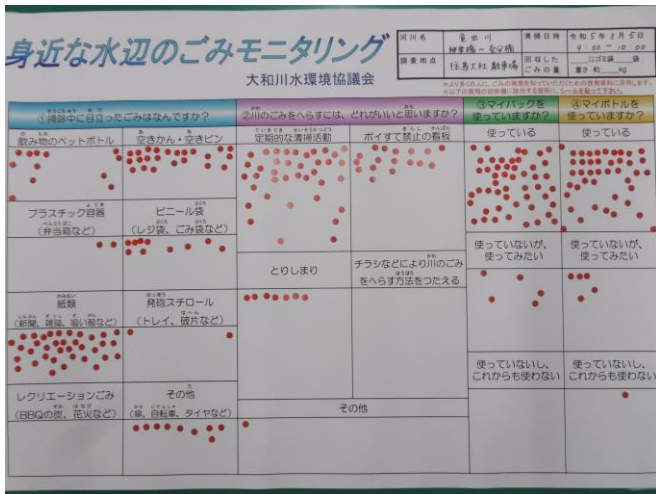 身近な水辺のごみモニタリング
大和川水環境協議会
河川名
清掃日時
令和5年3月5日
9:00~10:00
調査地点
回収した
ごみの量
ゴミ袋 袋
重さ約 kg
①掃除中に目立ったごみはなんですか?
飲み物のペットボトル
空きかん・空きビン
プラスチック容器
(弁当箱など)
ビニール袋
(レジ袋、ごみ袋など)
紙類
(新聞、雑誌、吸い殻など)
発泡スチロール
(トレイ、破片など)
レクリエーションごみ
(BBQの炭、花火など)
その他
(傘、自転車、タイヤなど)
②川のごみをへらすには、どれがいいと思いますか?
定期的な清掃活動
ポイすて禁止の看板
とりしまり
チラシなどにより川のごみ
をへらす方法をつたえる
その他
③マイバックを
使っていますか?
使っている
使っていないが、
使ってみたい
使っていないし、
これからも使わない
④マイボトルを
使っていますか?
使っている
使っていないが、
使ってみたい
使っていないし、
これからも使わない